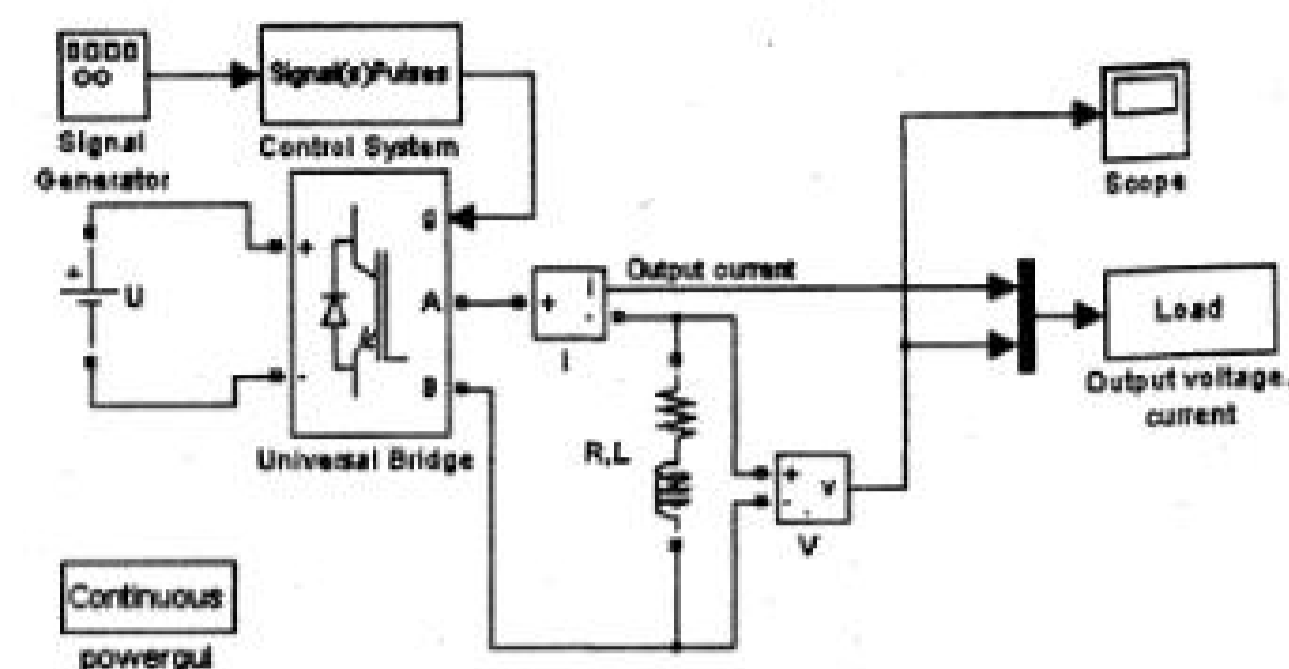 Signal(s)Pulses
Signal
Generator
Control System
Scope
g
+
+
U
A
+
i
-
Output current
i
Load
-
B
Output voltage,
current
Universal Bridge
R,L
+
-
v
V
Continuous
powergui